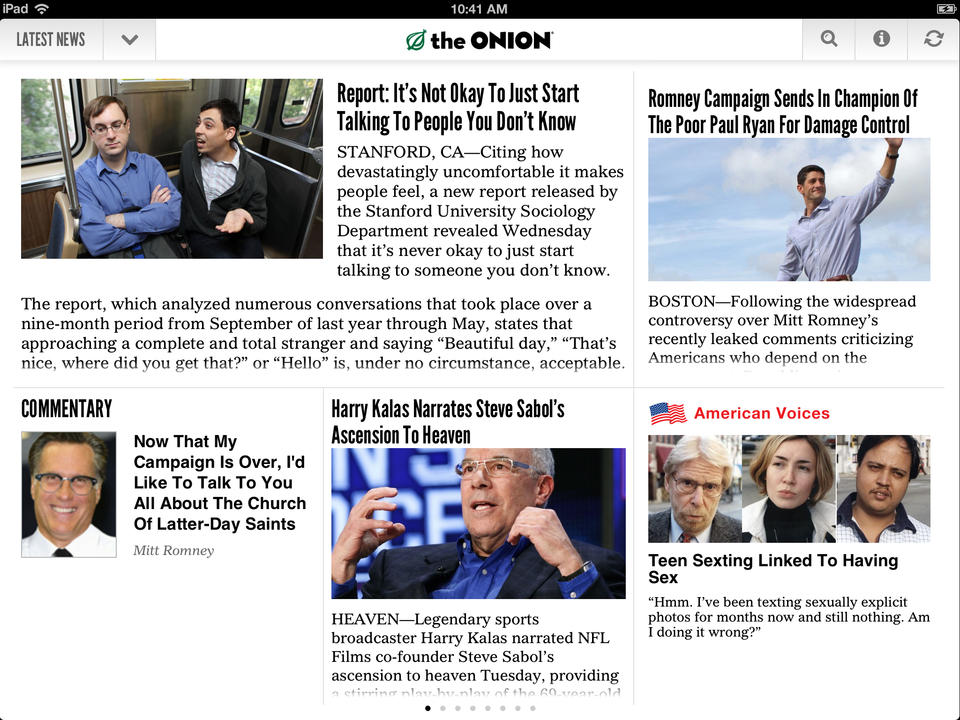 iPad
10:41 AM
LATEST NEWS
the ONION
Report: It's Not Okay To Just Start
Talking To People You Don't Know
STANFORD, CA—Citing how
devastatingly uncomfortable it makes
people feel, a new report released by
the Stanford University Sociology
Department revealed Wednesday
that it's never okay to just start
talking to someone you don't know.
The report, which analyzed numerous conversations that took place over a
nine-month period from September of last year through May, states that
approaching a complete and total stranger and saying “Beautiful day,” “That's
nice, where did you get that?” or “Hello” is, under no circumstance, acceptable.
Romney Campaign Sends In Champion Of
The Poor Paul Ryan For Damage Control
BOSTON—Following the widespread
controversy over Mitt Romney's
recently leaked comments criticizing
Americans who depend on the
COMMENTARY
Now That My
Campaign Is Over, I'd
Like To Talk To You
All About The Church
Of Latter-Day Saints
Mitt Romney
Harry Kalas Narrates Steve Sabol's
Ascension To Heaven
HEAVEN—Legendary sports
broadcaster Harry Kalas narrated NFL
Films co-founder Steve Sabol's
ascension to heaven Tuesday, providing
a stirring play-by-play of the 69-year-old
American Voices
Teen Sexting Linked To Having
Sex
“Hmm. I've been texting sexually explicit
photos for months now and still nothing. Am
I doing it wrong?”